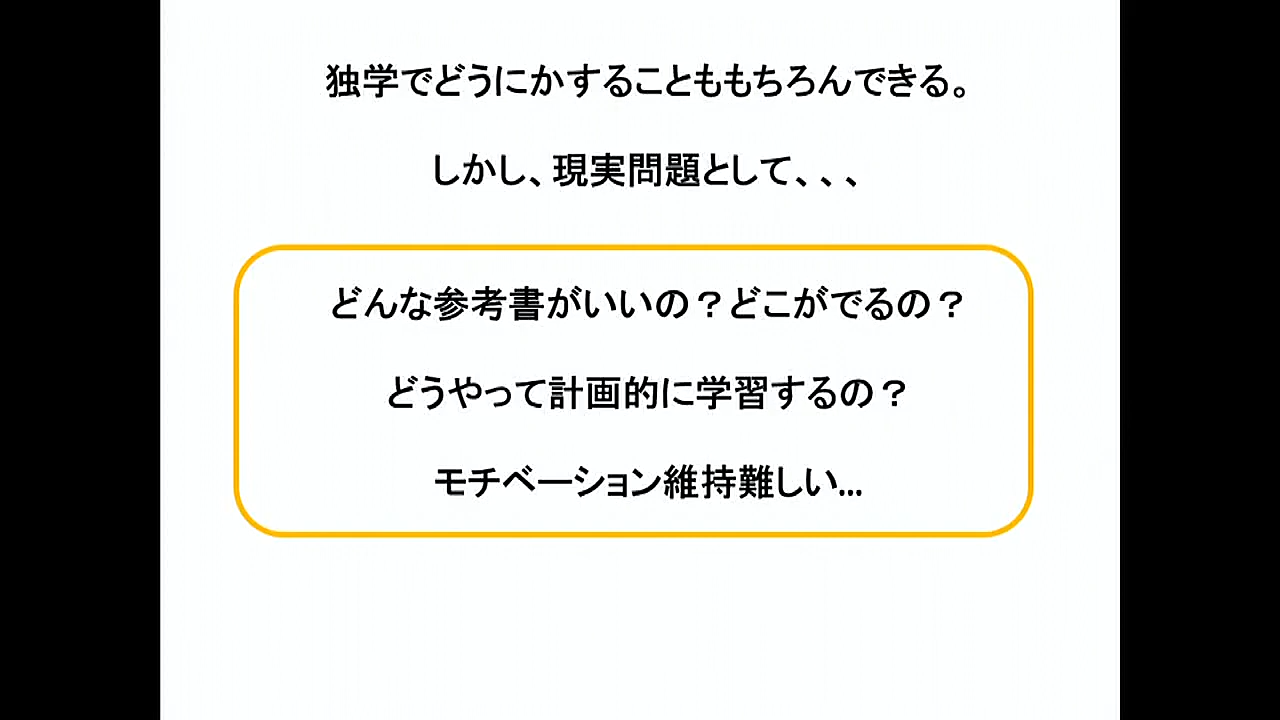 独学でどうにかすることももちろんできる。
しかし、現実問題として、、、
どんな参考書がいいの？どこがでるの？
どうやって計画的に学習するの？
モチベーション維持難しい...